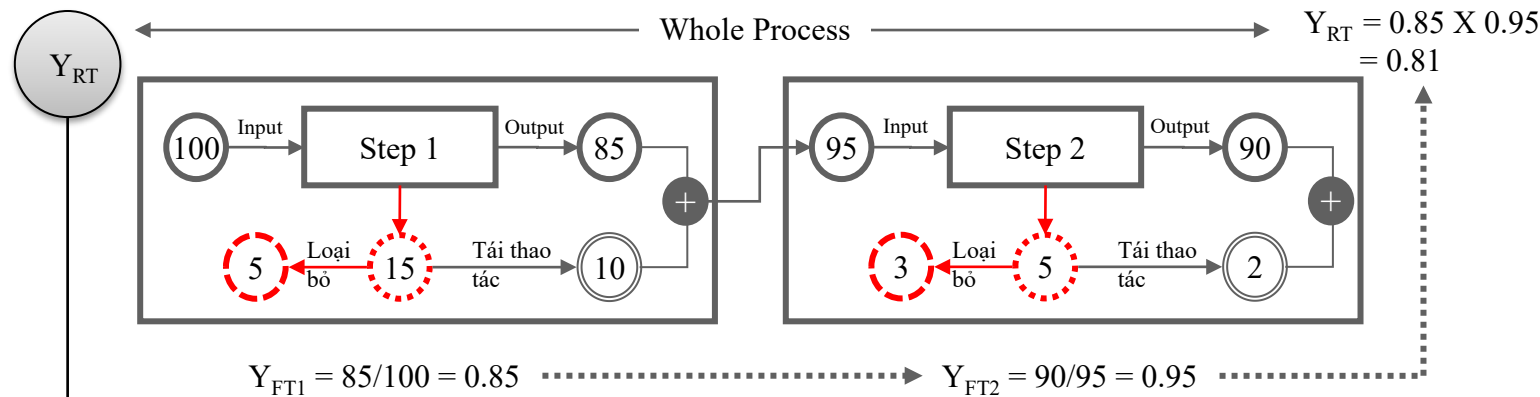 Y_RT
Whole Process
Y_RT = 0.85 X 0.95
= 0.81
100
Input
Step 1
Output
85
+
5
Loại
bỏ
15
Tái thao
tác
10
95
Input
Step 2
Output
90
+
3
Loại
bỏ
5
Tái thao
tác
2
Y_FT1 = 85/100 = 0.85
Y_FT2 = 90/95 = 0.95